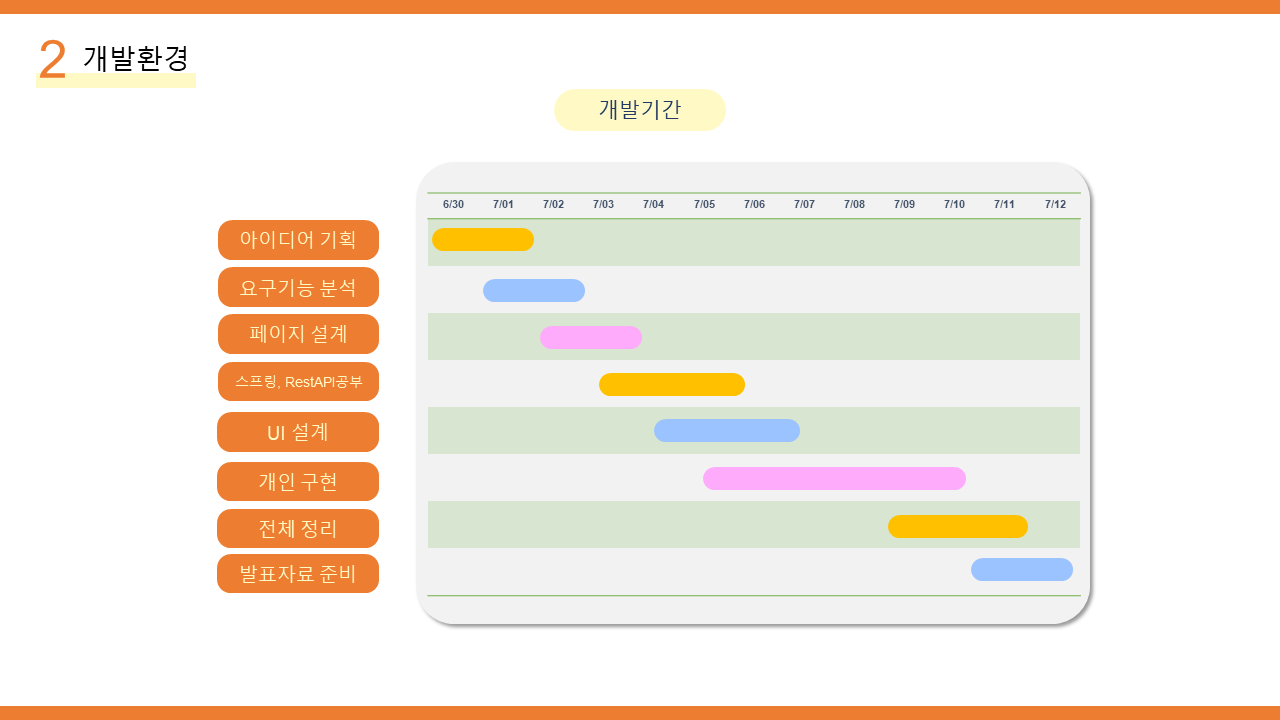 2 개발환경
개발기간
6/30 7/01 7/02 7/03 7/04 7/05 7/06 7/07 7/08 7/09 7/10 7/11 7/12
아이디어 기획
요구기능 분석
페이지 설계
스프링, RestAPI공부
UI 설계
개인 구현
전체 정리
발표자료 준비